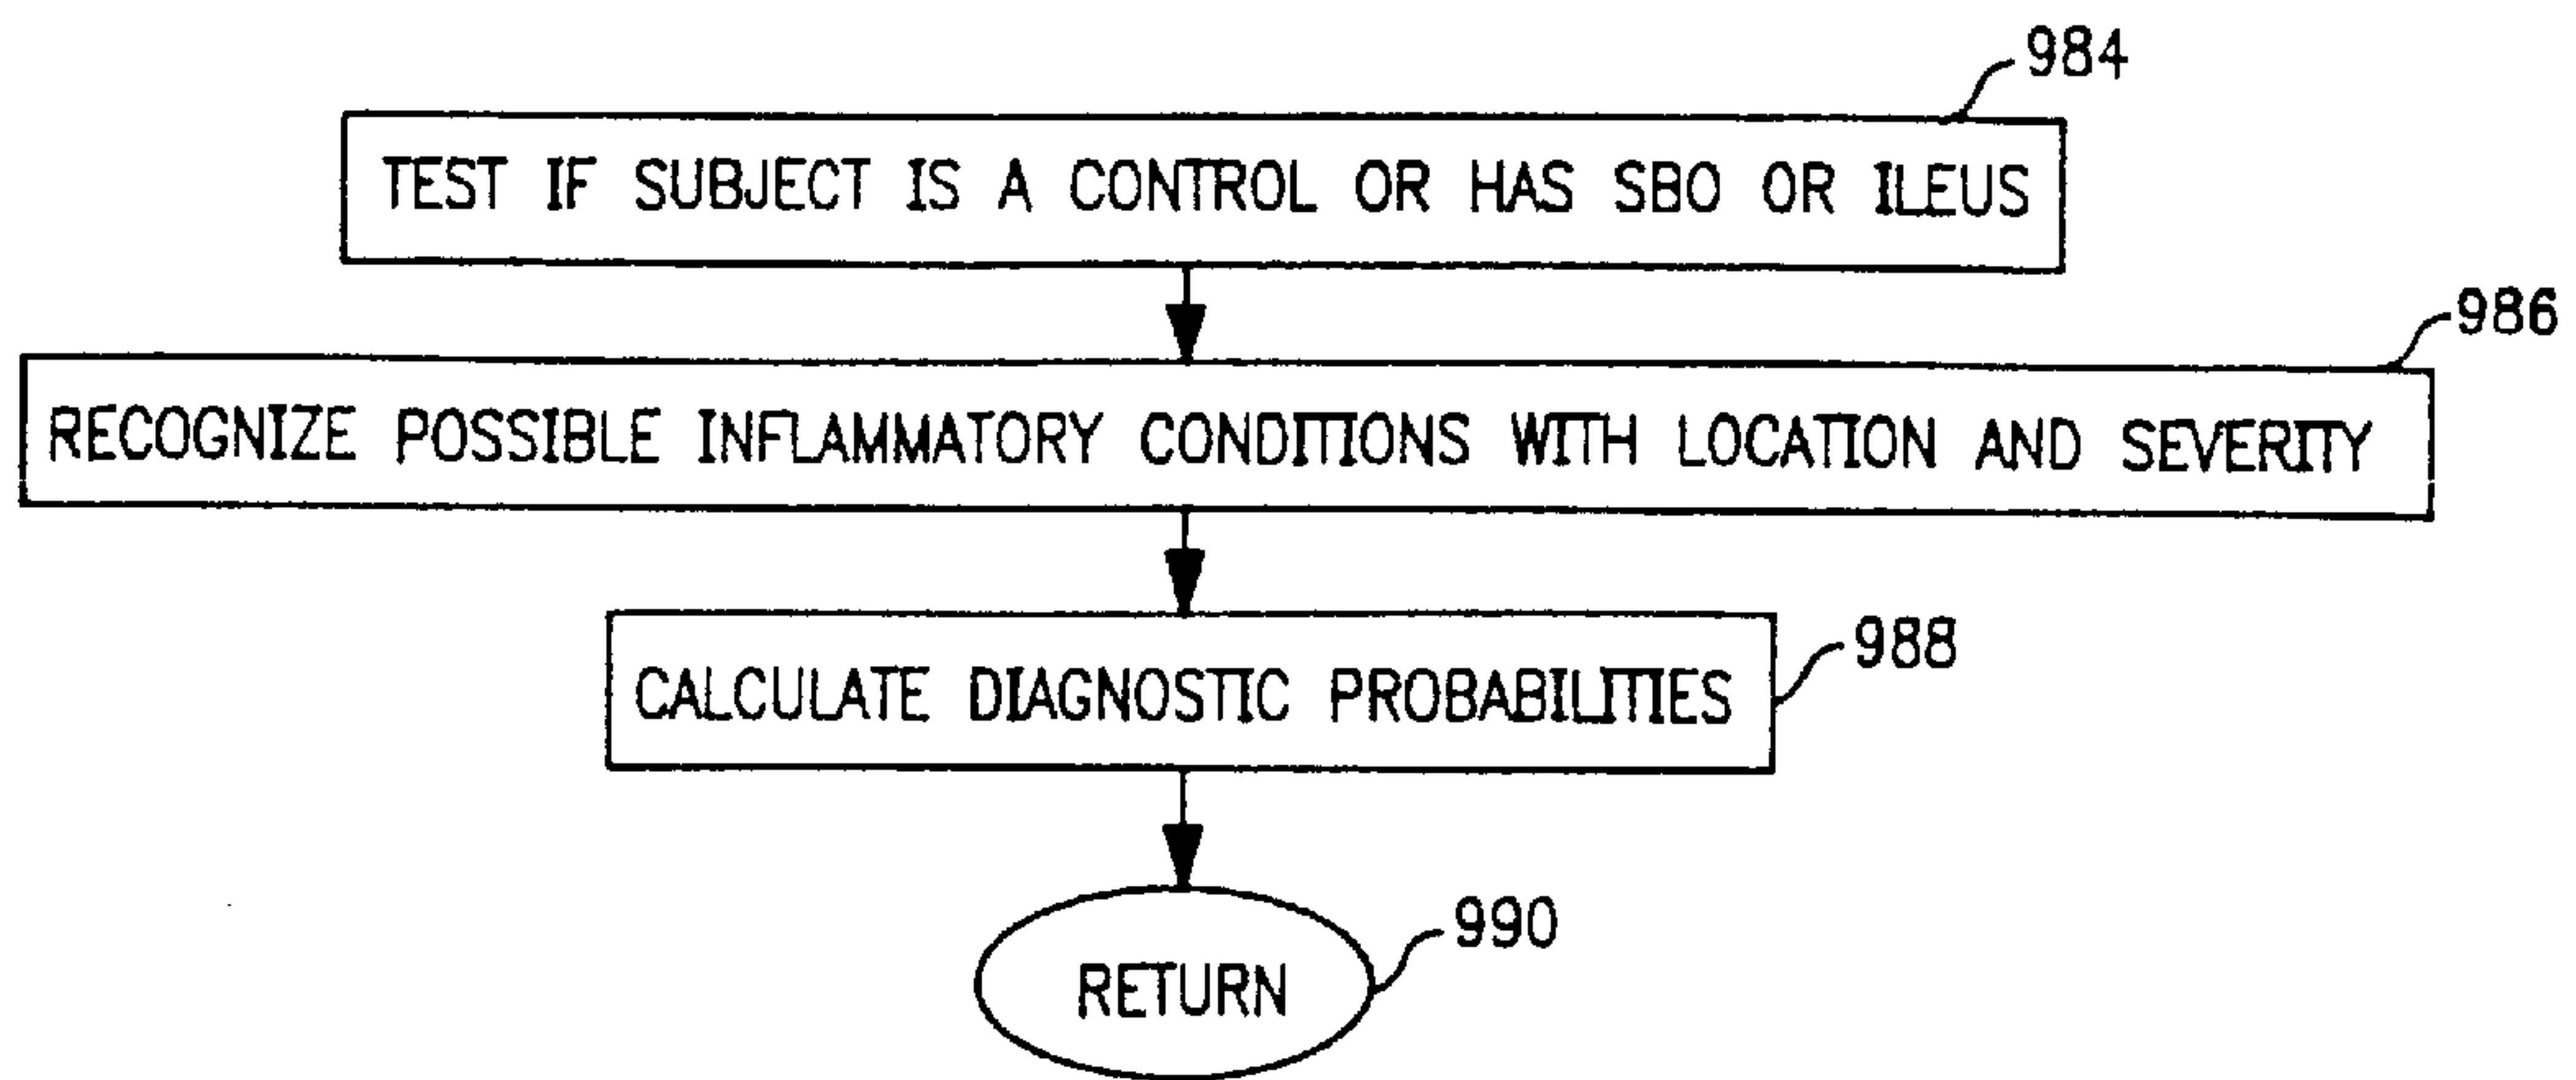 984
TEST IF SUBJECT IS A CONTROL OR HAS SBO OR ILEUS
986
RECOGNIZE POSSIBLE INFLAMMATORY CONDITIONS WITH LOCATION AND SEVERITY
988
CALCULATE DIAGNOSTIC PROBABILITIES
990
RETURN